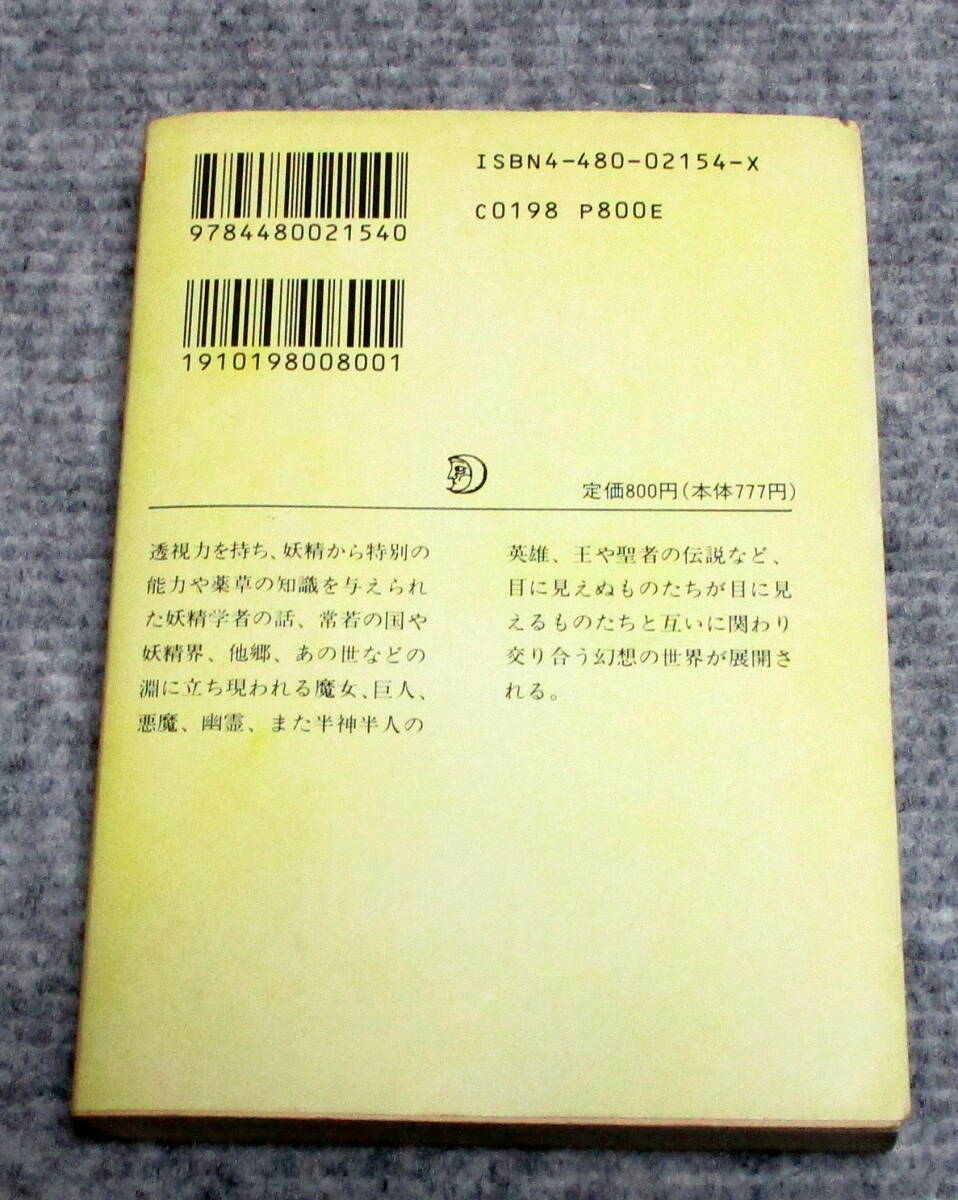 9784480021540
ISBN4-480-02154-X
C0198 P800E
1910198008001
定価800円(本体777円)
透視力を持ち、妖精から特別の
能力や薬草の知識を与えられ
た妖精学者の話、常若の国や
妖精界、他郷、あの世などの
淵に立ち現われる魔女、巨人、
悪魔、幽霊、また半神半人の
英雄、王や聖者の伝説など、
目に見えぬものたちが目に見
えるものたちと互いに関わり
交り合う幻想の世界が展開さ
れる。